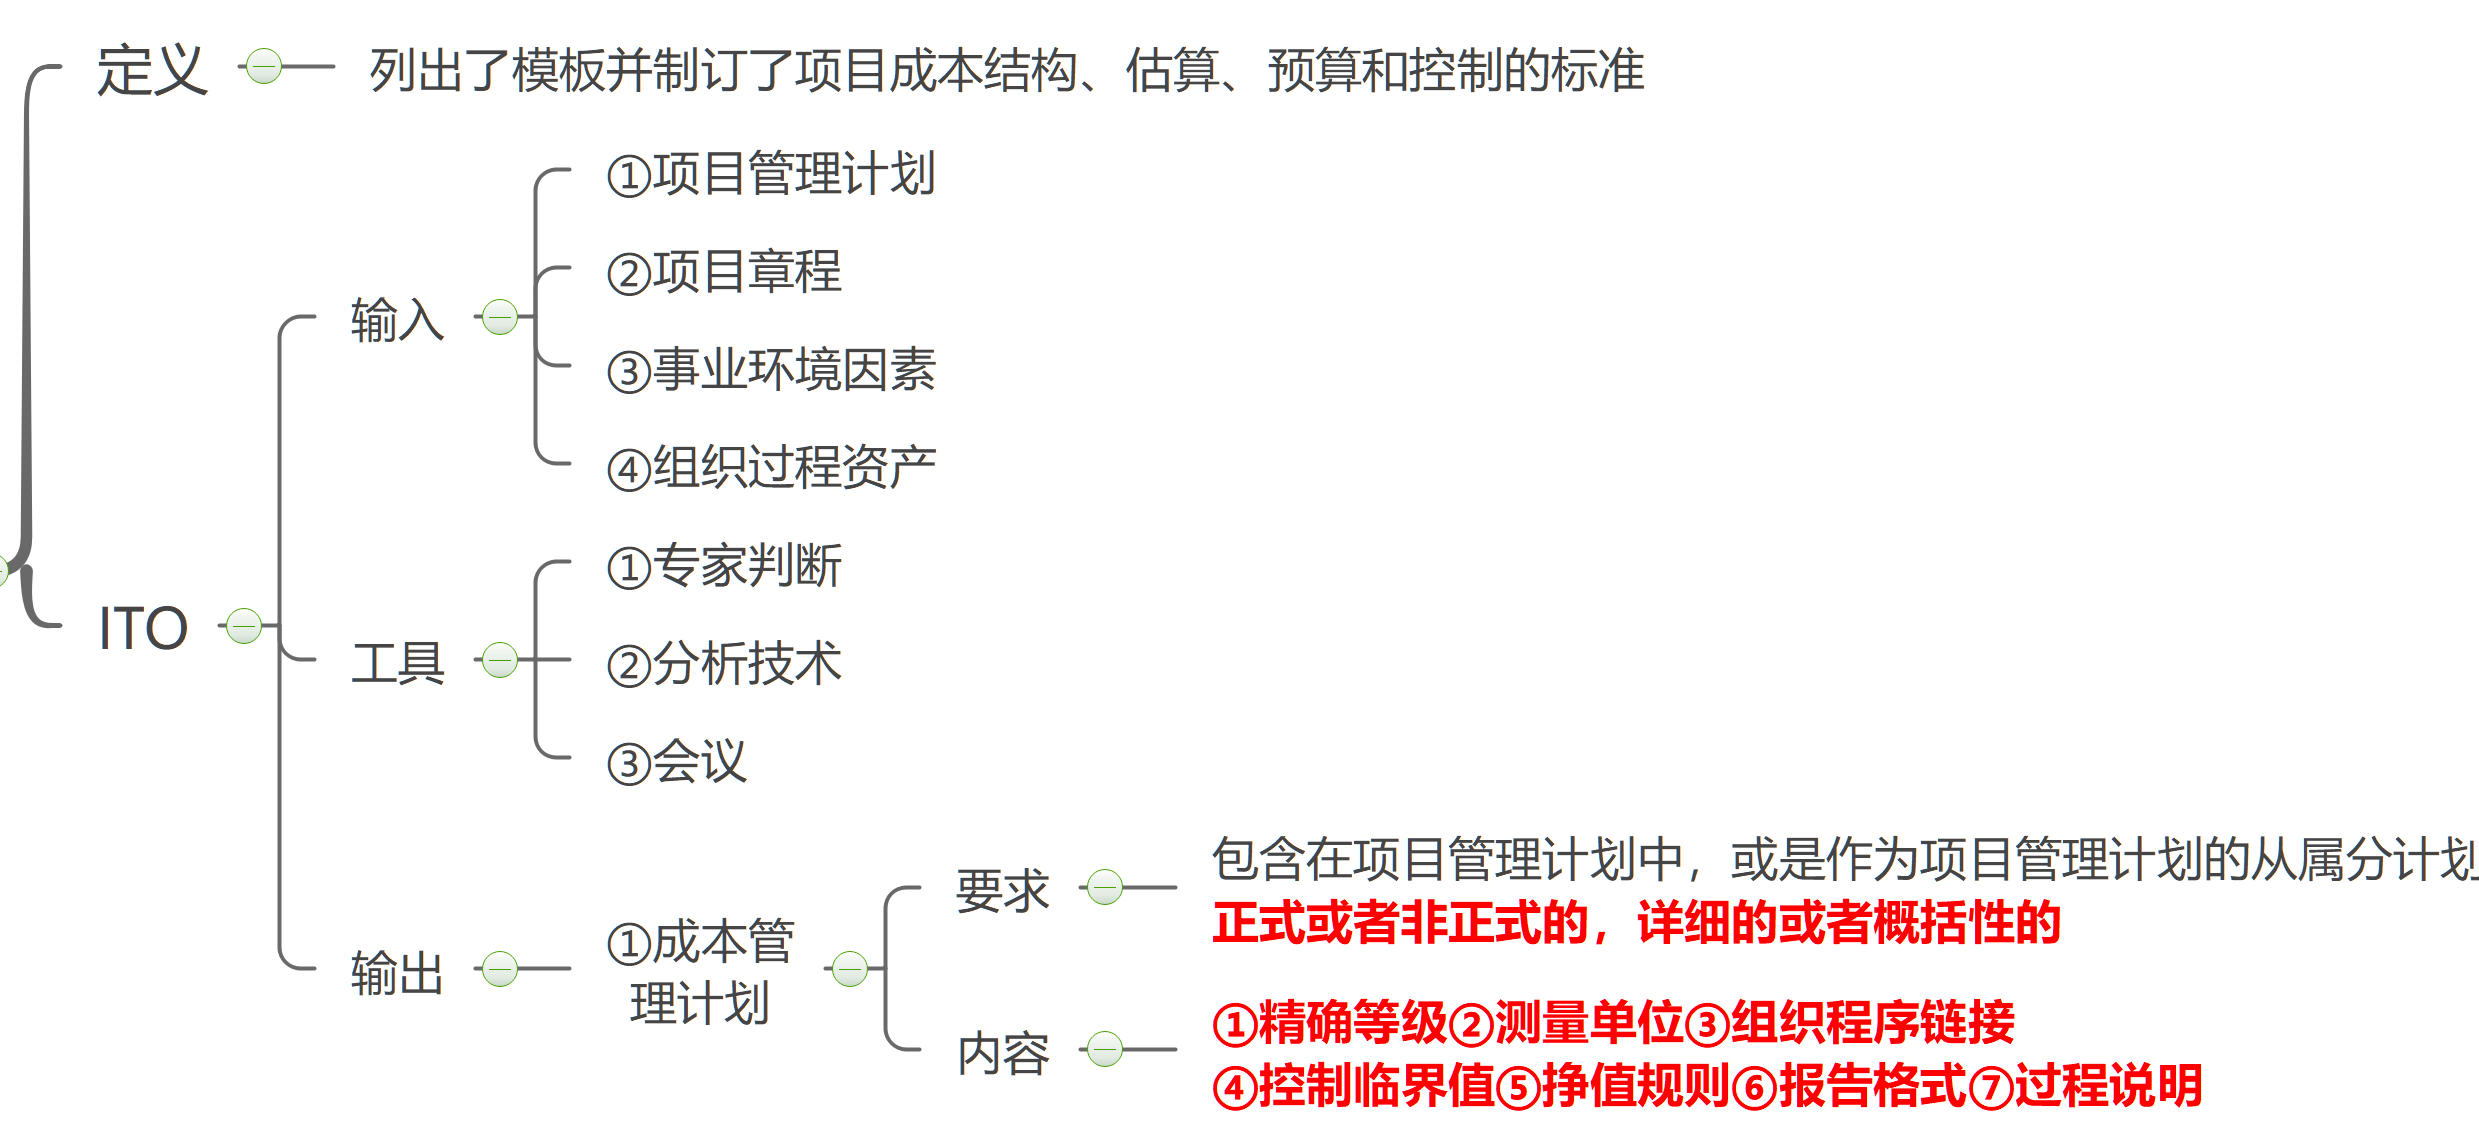 定义
列出了模板并制订了项目成本结构、估算、预算和控制的标准
ITO
输入
①项目管理计划
②项目章程
③事业环境因素
④组织过程资产
工具
①专家判断
②分析技术
③会议
输出
①成本管
理计划
要求
包含在项目管理计划中，或是作为项目管理计划的从属分计划
正式或者非正式的，详细的或者概括性的
内容
①精确等级②测量单位③组织程序链接
④控制临界值⑤挣值规则⑥报告格式⑦过程说明